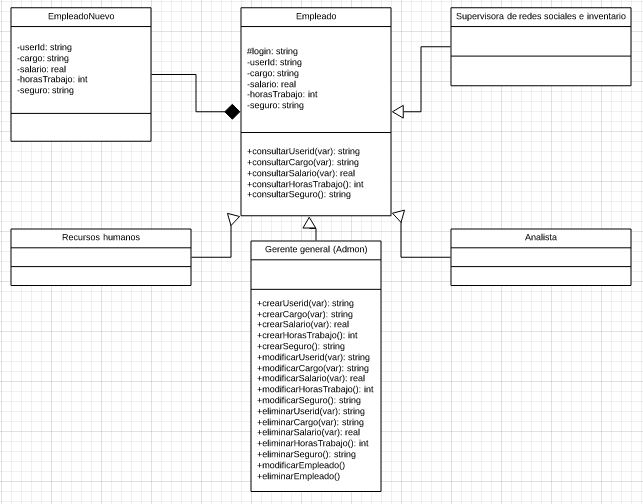 EmpleadoNuevo
-userId: string
-cargo: string
-salario: real
-horasTrabajo: int
-seguro: string
Empleado
#login: string
-userId: string
-cargo: string
-salario: real
-horasTrabajo: int
-seguro: string
+consultarUserid(var): string
+consultarCargo(var): string
+consultarSalario(var): real
+consultarHorasTrabajo(): int
+consultarSeguro(): string
Supervisora de redes sociales e inventario
Recursos humanos
Gerente general (Admon)
+crearUserid(var): string
+crearCargo(var): string
+crearSalario(var): real
+crearHorasTrabajo(): int
+crearSeguro(): string
+modificarUserid(var): string
+modificarCargo(var): string
+modificarSalario(var): real
+modificarHorasTrabajo(): int
+modificarSeguro(): string
+eliminarUserid(var): string
+eliminarCargo(var): string
+eliminarSalario(var): real
+eliminarHorasTrabajo(): int
+eliminarSeguro(): string
+modificarEmpleado()
+eliminarEmpleado()
Analista